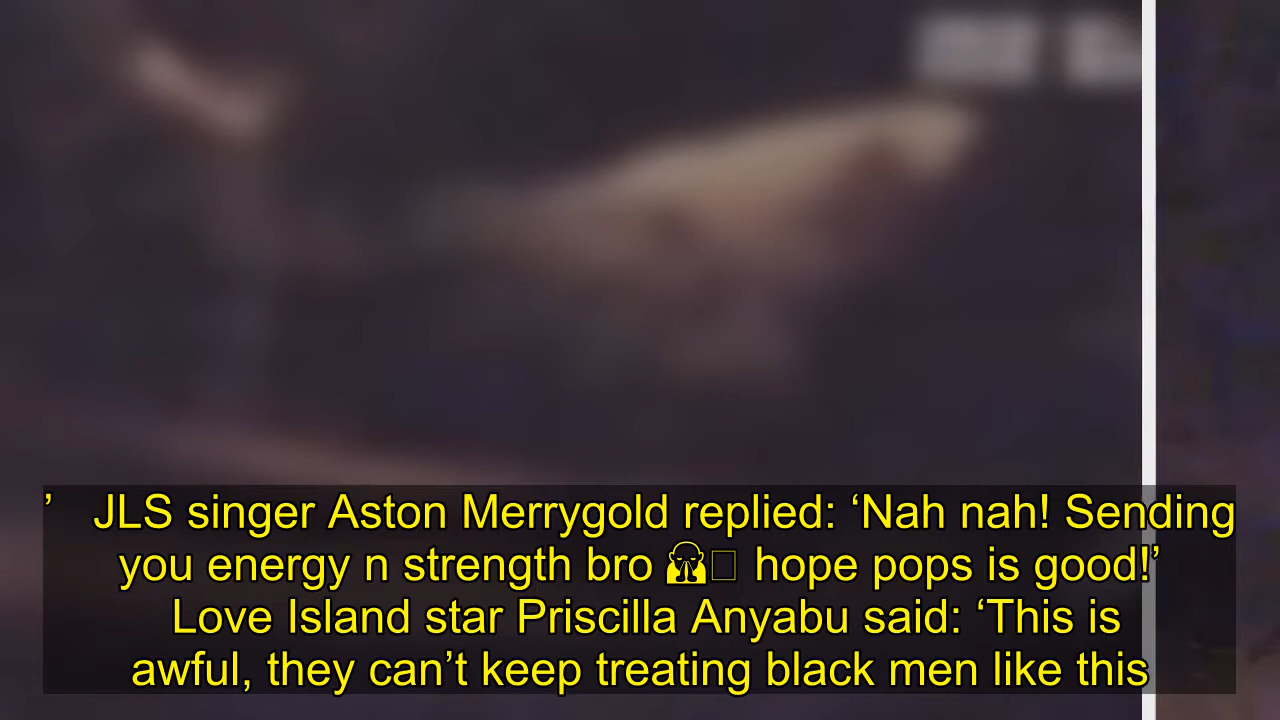 ’ JLS singer Aston Merrygold replied: ‘Nah nah! Sending
you energy n strength bro 🙏□ hope pops is good!’
Love Island star Priscilla Anyabu said: ‘This is
awful, they can’t keep treating black men like this